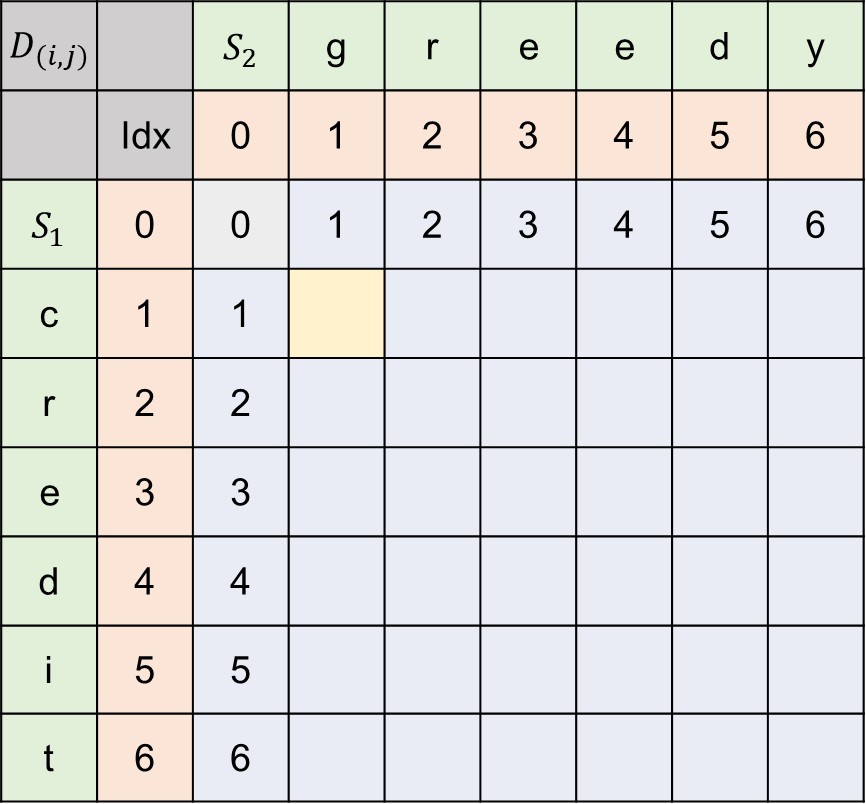 D(i,j) S₂ g r e e d y
Idx 0 1 2 3 4 5 6
S₁ 0 0 1 2 3 4 5 6
c 1 1
r 2 2
e 3 3
d 4 4
i 5 5
t 6 6